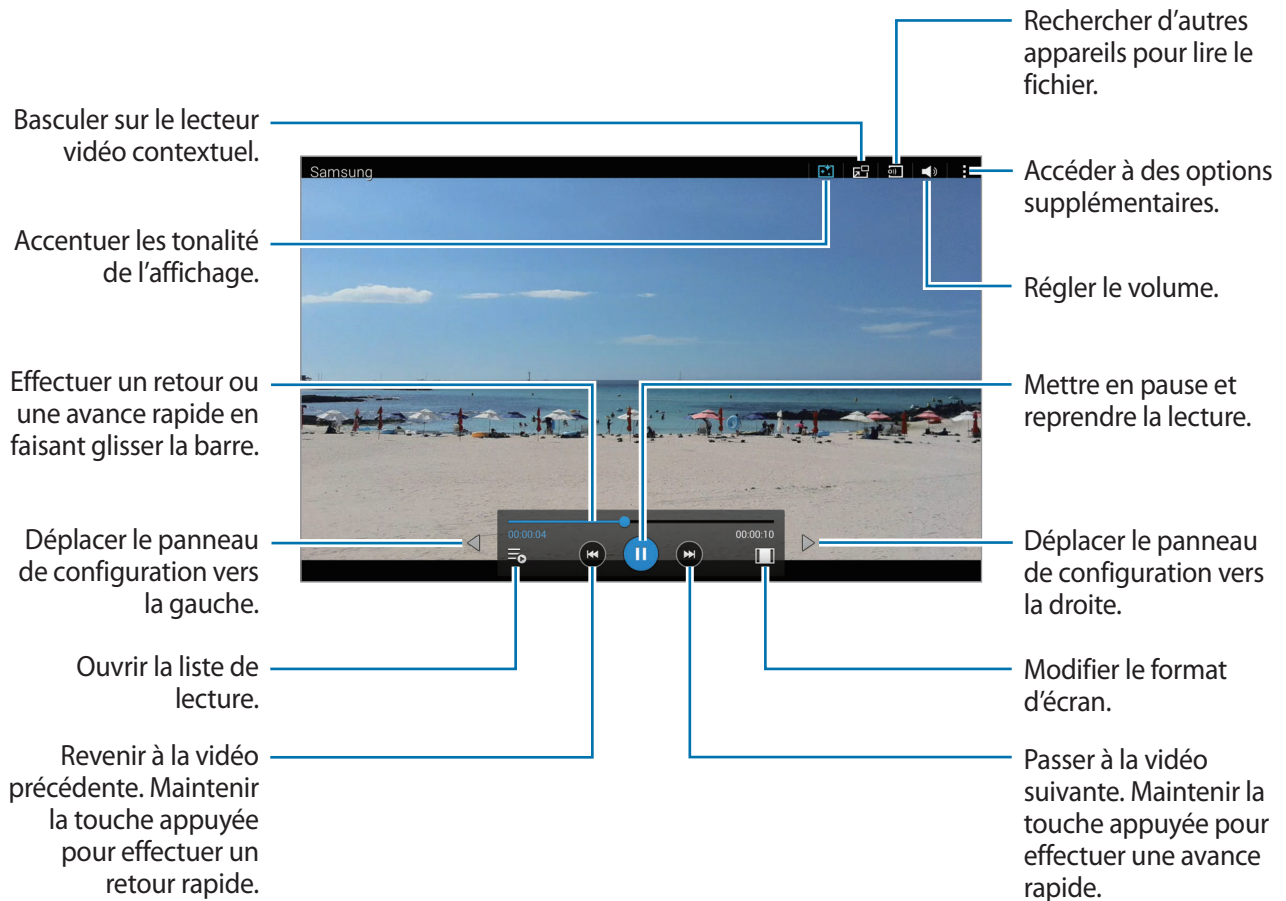 Rechercher d'autres
appareils pour lire le
fichier.
Basculer sur le lecteur
vidéo contextuel.
Samsung
Accéder à des options
supplémentaires.
Accentuer les tonalité
de l'affichage.
Régler le volume.
Effectuer un retour ou
une avance rapide en
faisant glisser la barre.
Mettre en pause et
reprendre la lecture.
00:00:04
00:00:10
Déplacer le panneau
de configuration vers
la gauche.
Déplacer le panneau
de configuration vers
la droite.
Ouvrir la liste de
lecture.
Modifier le format
d'écran.
Revenir à la vidéo
précédente. Maintenir
la touche appuyée
pour effectuer un
retour rapide.
Passer à la vidéo
suivante. Maintenir la
touche appuyée pour
effectuer une avance
rapide.